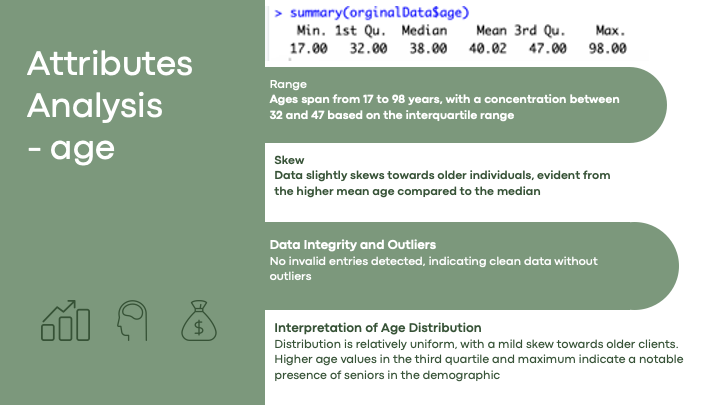 Attributes
Analysis
- age
> summary(orginalData$age)
Min. 1st Qu. Median Mean 3rd Qu. Max.
17.00 32.00 38.00 40.02 47.00 98.00
Range
Ages span from 17 to 98 years, with a concentration between
32 and 47 based on the interquartile range
Skew
Data slightly skews towards older individuals, evident from
the higher mean age compared to the median
Data Integrity and Outliers
No invalid entries detected, indicating clean data without
outliers
$
Interpretation of Age Distribution
Distribution is relatively uniform, with a mild skew towards older clients.
Higher age values in the third quartile and maximum indicate a notable
presence of seniors in the demographic